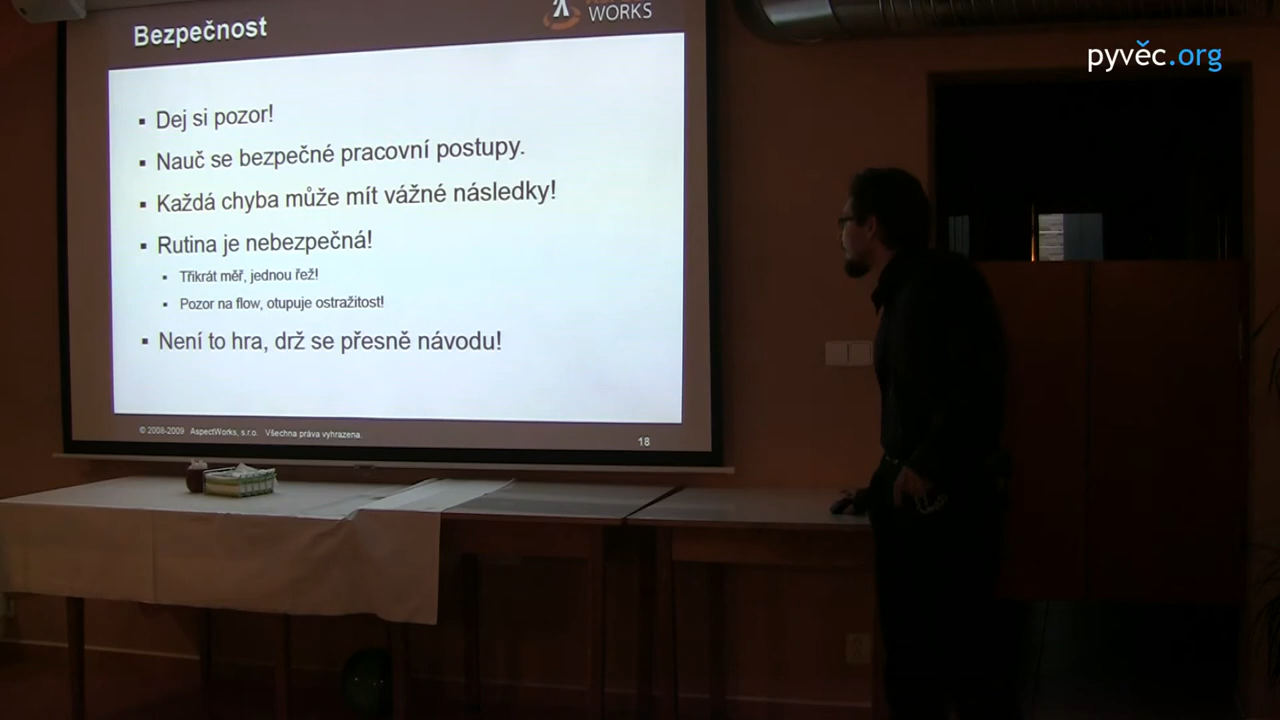 Bezpečnost
WORKS
pyvěc.org
Dej si pozor!
Nauč se bezpečné pracovní postupy.
Každá chyba může mít vážné následky!
Rutina je nebezpečná!
Třikrát měř, jednou řež!
Pozor na flow, otupuje ostražitost!
Není to hra, drž se přesně návodu!
© 2008-2009 AspectWorks, s.r.o. Všechna práva vyhrazena.
18